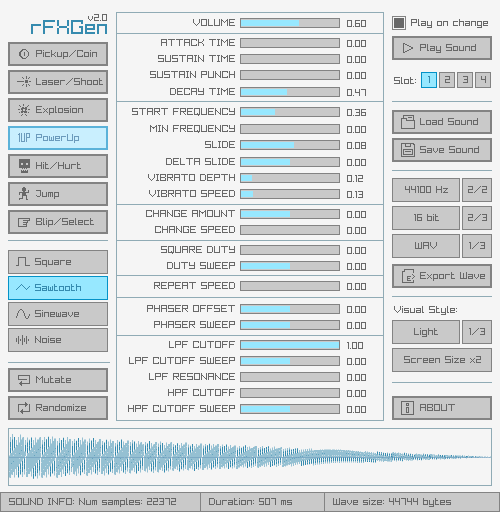 v2.0
rFXGen
Pickup/Coin
Laser/Shoot
Explosion
1UP PowerUp
Hit/Hurt
Jump
Blip/Select
Square
Sawtooth
Sinewave
Noise
Mutate
Randomize
VOLUME 0.60
ATTACK TIME 0.00
SUSTAIN TIME 0.00
SUSTAIN PUNCH 0.00
DECAY TIME 0.47
START FREQUENCY 0.36
MIN FREQUENCY 0.00
SLIDE 0.08
DELTA SLIDE 0.00
VIBRATO DEPTH 0.12
VIBRATO SPEED 0.13
CHANGE AMOUNT 0.00
CHANGE SPEED 0.00
SQUARE DUTY 0.00
DUTY SWEEP 0.00
REPEAT SPEED 0.00
PHASER OFFSET 0.00
PHASER SWEEP 0.00
LPF CUTOFF 1.00
LPF CUTOFF SWEEP 0.00
LPF RESONANCE 0.00
HPF CUTOFF 0.00
HPF CUTOFF SWEEP 0.00
Play on change
Play Sound
Slot: 1 2 3 4
Load Sound
Save Sound
44100 Hz 2/2
16 bit 2/3
WAV 1/3
Export Wave
Visual Style:
Light 1/3
Screen Size x2
ABOUT
SOUND INFO: Num samples: 22372 Duration: 507 ms Wave size: 44744 bytes